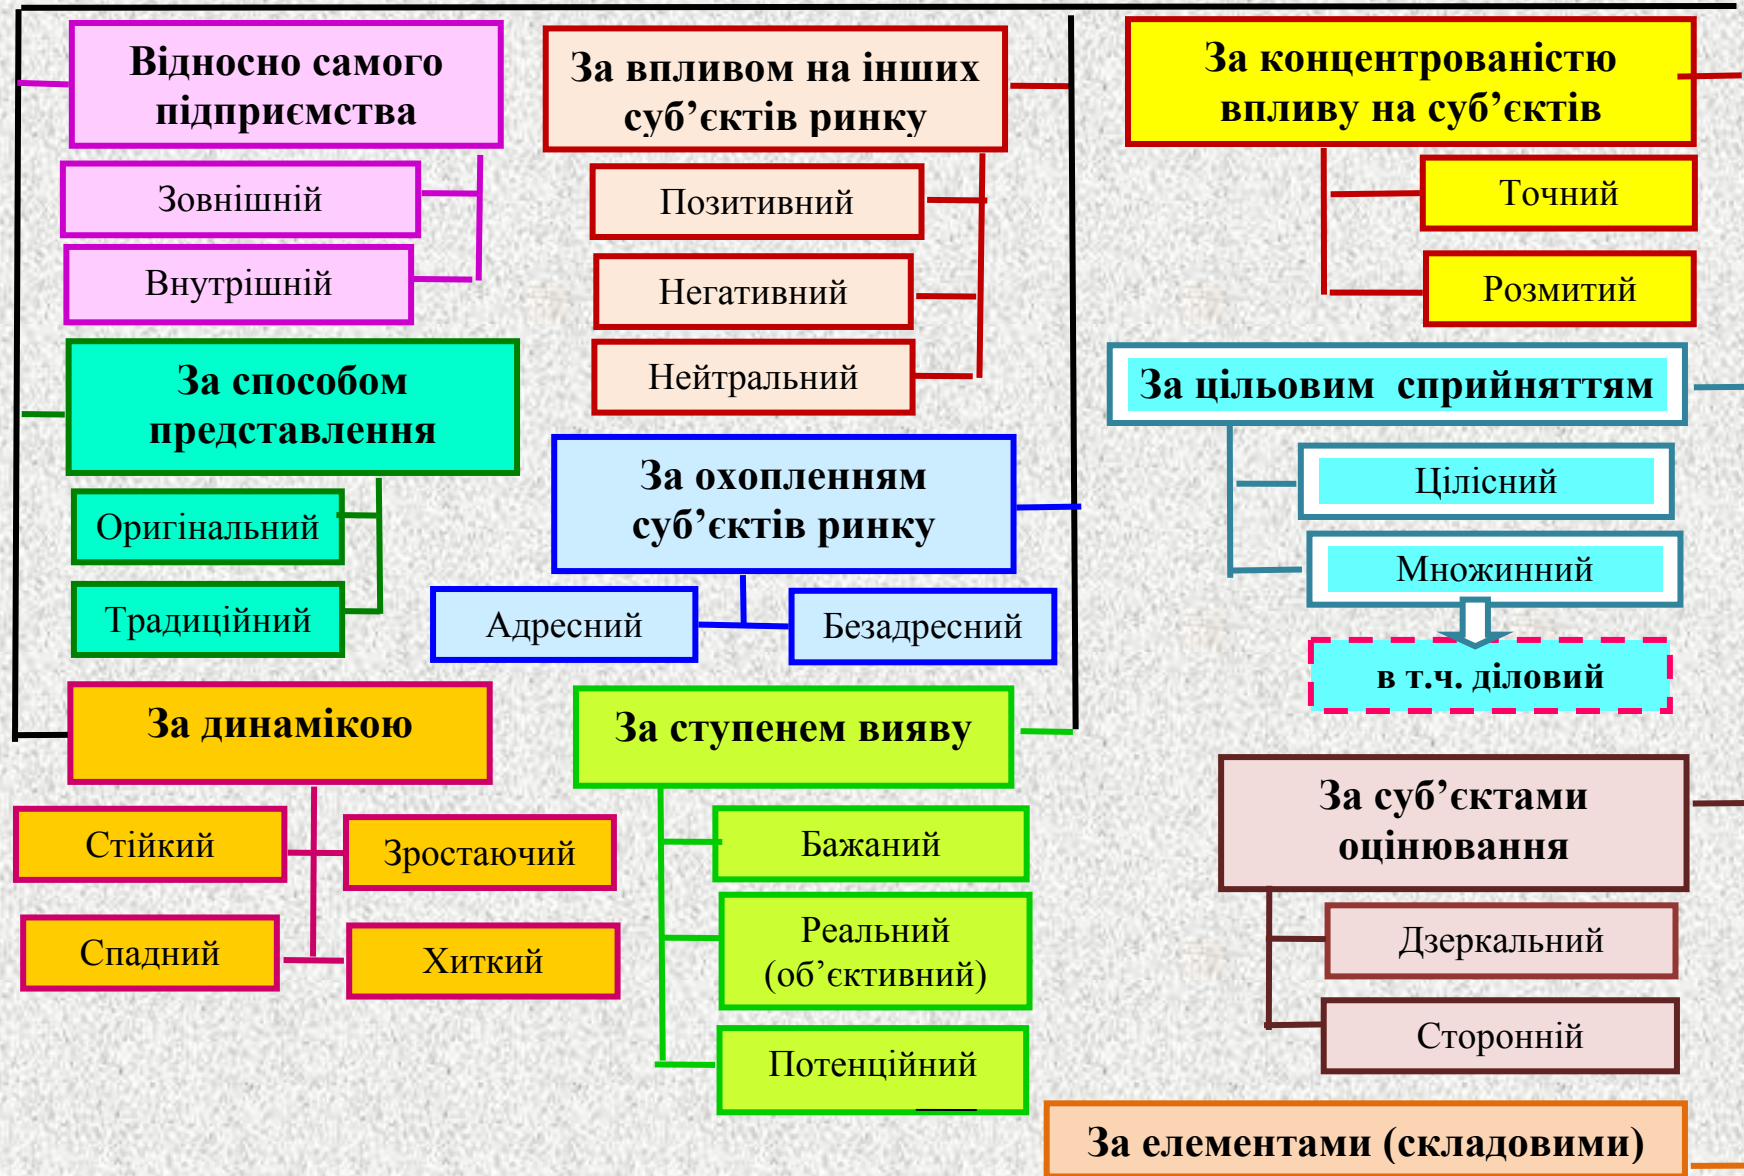 Відносно самого
підприємства
Зовнішній
Внутрішній
За способом
представлення
Оригінальний
Традиційний
За динамікою
Стійкий
Зростаючий
Спадний
Хиткий
За впливом на інших
суб’єктів ринку
Позитивний
Негативний
Нейтральний
За охопленням
суб’єктів ринку
Адресний
Безадресний
За ступенем вияву
Бажаний
Реальний
(об’єктивний)
Потенційний
За концентрованістю
впливу на суб’єктів
Точний
Розмитий
За цільовим сприйняттям
Цілісний
Множинний
в т.ч. діловий
За суб’єктами
оцінювання
Дзеркальний
Сторонній
За елементами (складовими)